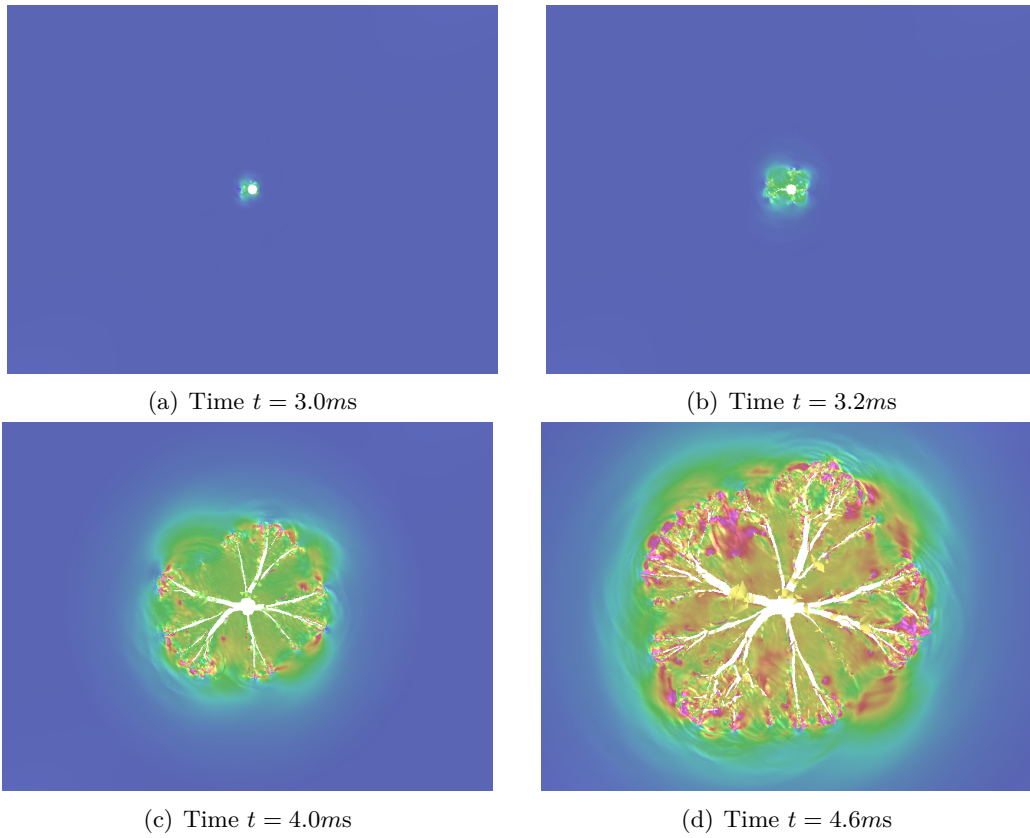 (a) Time t = 3.0ms
(b) Time t = 3.2ms
(c) Time t = 4.0ms
(d) Time t = 4.6ms